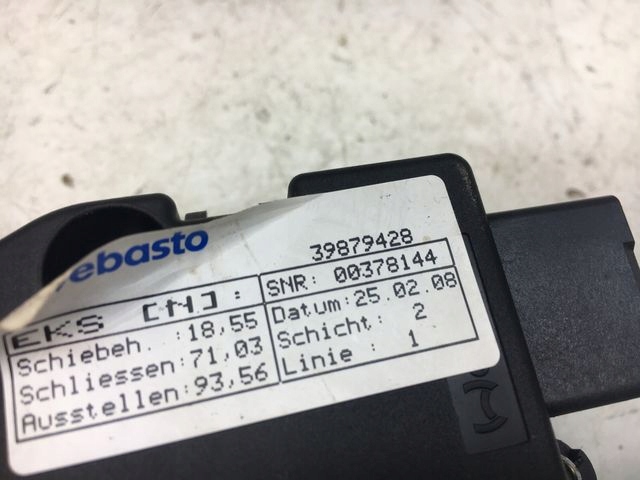 ebasto
39879428
EKS [N]:
Schiebeh :18,55
Schliessen:71,03
Ausstellen:93,56
SNR: 00378144
Datum:25.02.08
Schicht: 2
Linie : 1